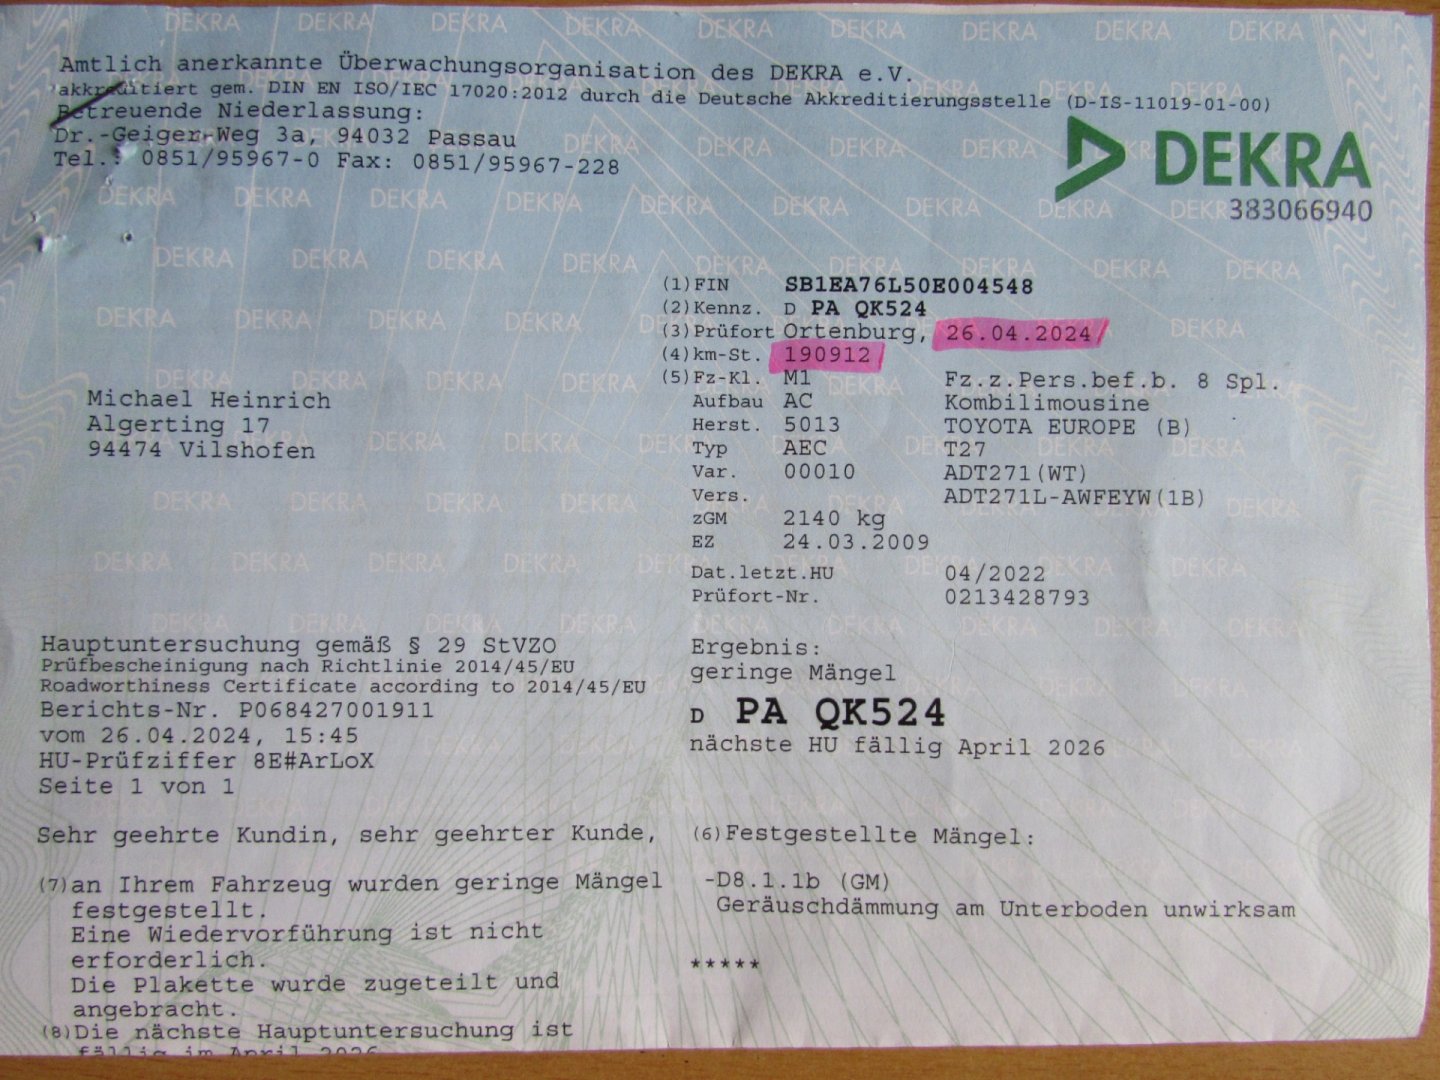 Amtlich anerkannte Überwachungsorganisation des DEKRA e.V.
akkreditiert gem. DIN EN ISO/IEC 17020:2012 durch die Deutsche Akkreditierungsstelle (D-IS-11019-01-00)
Betreuende Niederlassung:
Dr.-Geiger-Weg 3a, 94032 Passau
Tel.: 0851/95967-0 Fax: 0851/95967-228
DEKRA
383066940
(1) FIN SB1EA76L50E004548
(2) Kennz. D PA QK524
(3) Prüfort Ortenburg, 26.04.2024
(4) km-St. 190912
(5) Fz-Kl. M1 Fz.z.Pers.bef.b. 8 Spl.
Aufbau AC Kombilimousine
Herst. 5013 TOYOTA EUROPE (B)
Typ AEC T27
Var. 00010 ADT271(WT)
Vers. ADT271L-AWFEYW(1B)
zGM 2140 kg
EZ 24.03.2009
Dat.letzt.HU 04/2022
Prüfort-Nr. 0213428793
Michael Heinrich
Algerting 17
94474 Vilshofen
Hauptuntersuchung gemäß § 29 StVZO
Prüfbescheinigung nach Richtlinie 2014/45/EU
Roadworthiness Certificate according to 2014/45/EU
Berichts-Nr. P068427001911
vom 26.04.2024, 15:45
HU-Prüfziffer 8E#ArLoX
Seite 1 von 1
Ergebnis:
geringe Mängel
D PA QK524
nächste HU fällig April 2026
Sehr geehrte Kundin, sehr geehrter Kunde,
(7) an Ihrem Fahrzeug wurden geringe Mängel
festgestellt.
Eine Wiedervorführung ist nicht
erforderlich.
Die Plakette wurde zugeteilt und
angebracht.
(8) Die nächste Hauptuntersuchung ist
fällig im April 2026
(6) Festgestellte Mängel:
-D8.1.1b (GM)
Geräuschdämmung am Unterboden unwirksam
*****